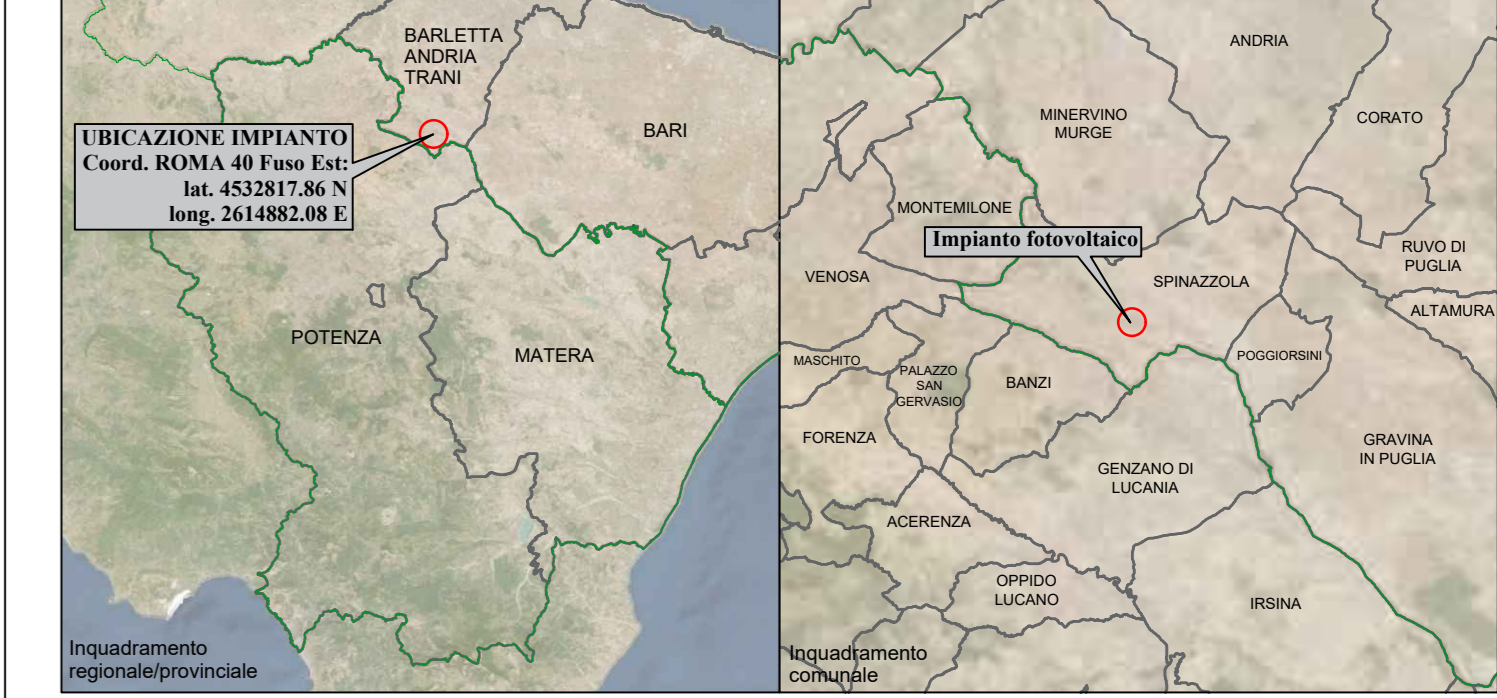 BARLETTA
ANDRIA
TRANI
UBICAZIONE IMPIANTO
Coord. ROMA 40 Fuso Est:
lat. 4532817.86 N
long. 2614882.08 E
BARI
POTENZA
MATERA
Inquadramento
regionale/provinciale
ANDRIA
MINERVINO
MURGE
CORATO
MONTEMILONE
Impianto fotovoltaico
RUVO DI
PUGLIA
VENOSA
SPINAZZOLA
ALTAMURA
MASCHITO
PALAZZO
SAN
GERVASIO
BANZI
POGGIORSINI
FORENZA
GRAVINA
IN PUGLIA
GENZANO DI
LUCANIA
ACERENZA
OPPIDO
LUCANO
IRSINA
Inquadramento
comunale